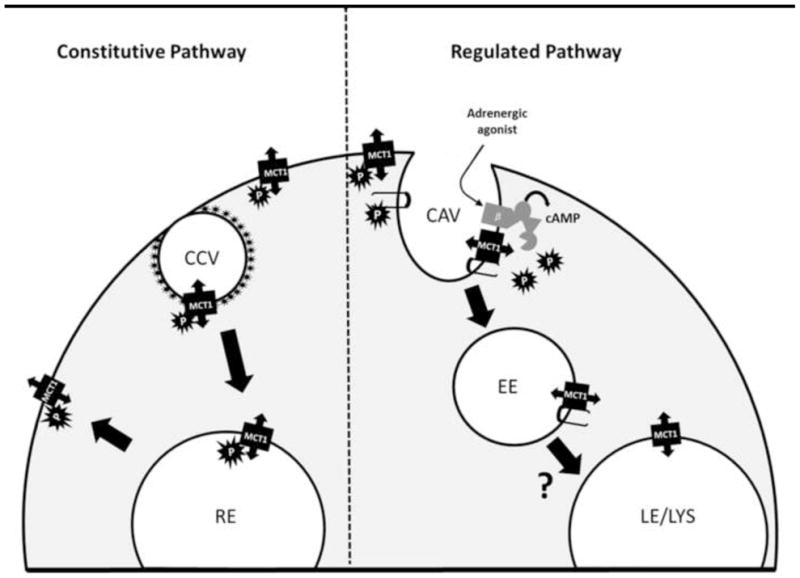 Constitutive Pathway
Regulated Pathway
Adrenergic
agonist
MCT1
P
MCT1
P
P
CAV
β
cAMP
MCT1
P
P
CCV
MCT1
P
MCT1
P
MCT1
P
RE
EE
MCT1
?
MCT1
LE/LYS